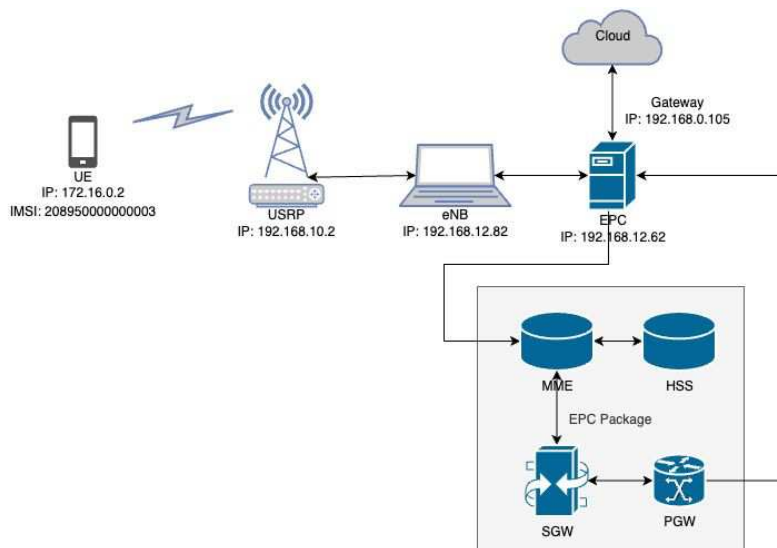 Cloud
Gateway
IP: 192.168.0.105
UE
IP: 172.16.0.2
IMSI: 208950000000003
USRP
IP: 192.168.10.2
eNB
IP: 192.168.12.82
EPC
IP: 192.168.12.62
MME
HSS
EPC Package
SGW
PGW